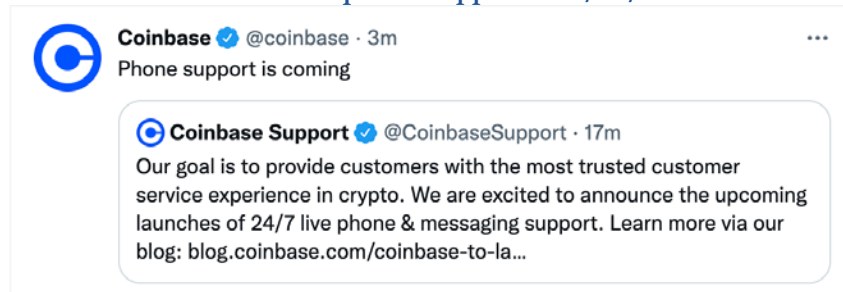 Coinbase @coinbase · 3m
Phone support is coming
Coinbase Support @CoinbaseSupport · 17m
Our goal is to provide customers with the most trusted customer
service experience in crypto. We are excited to announce the upcoming
launches of 24/7 live phone & messaging support. Learn more via our
blog: blog.coinbase.com/coinbase-to-la...